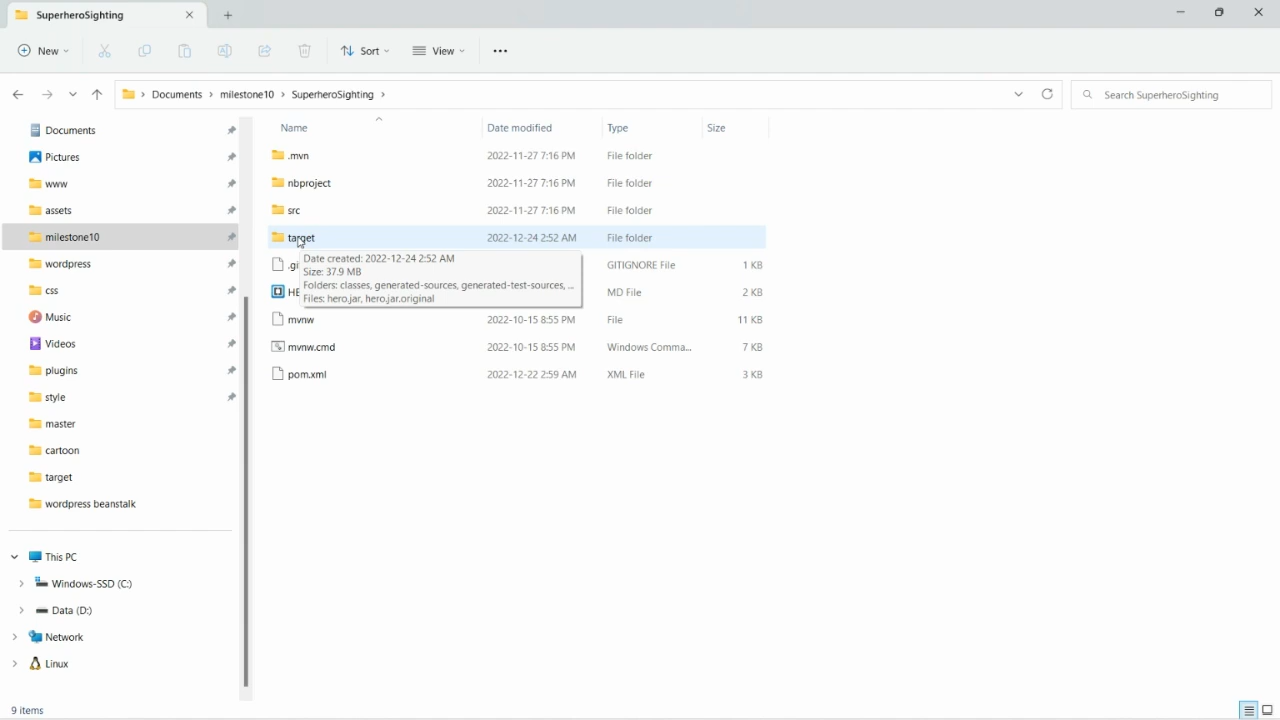 SuperheroSighting
New
Sort
View
Documents
milestone10
SuperheroSighting
Search SuperheroSighting
Documents
Pictures
www
assets
milestone10
wordpress
css
Music
Videos
plugins
style
master
cartoon
target
wordpress beanstalk
This PC
Windows-SSD (C:)
Data (D:)
Network
Linux
Name Date modified Type Size
.mvn 2022-11-27 7:16 PM File folder
nbproject 2022-11-27 7:16 PM File folder
src 2022-11-27 7:16 PM File folder
target 2022-12-24 2:52 AM File folder
.gi GITIGNORE File 1 KB
HE MD File 2 KB
Date created: 2022-12-24 2:52 AM
Size: 37.9 MB
Folders: classes, generated-sources, generated-test-sources, ...
Files: hero.jar, hero.jar.original
mvnw 2022-10-15 8:55 PM File 11 KB
mvnw.cmd 2022-10-15 8:55 PM Windows Comma... 7 KB
pom.xml 2022-12-22 2:59 AM XML File 3 KB
9 items